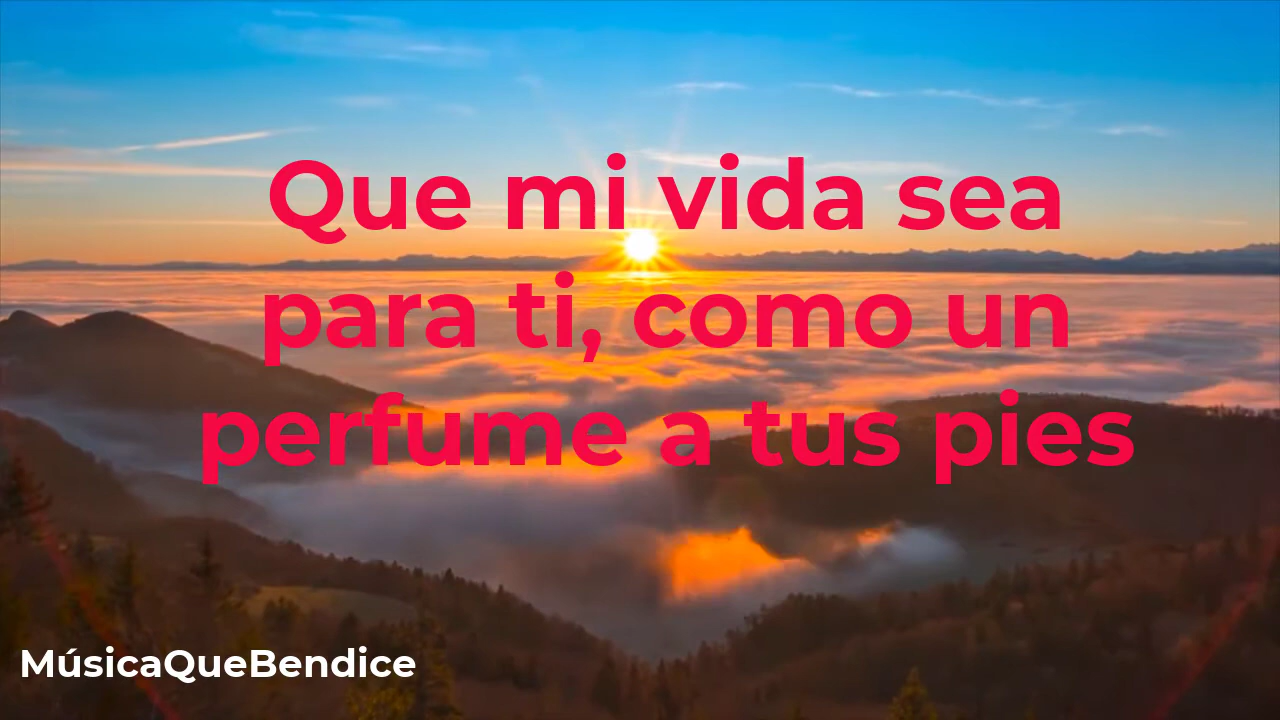 Que mi vida sea
para ti, como un
perfume a tus pies
MúsicaQueBendice